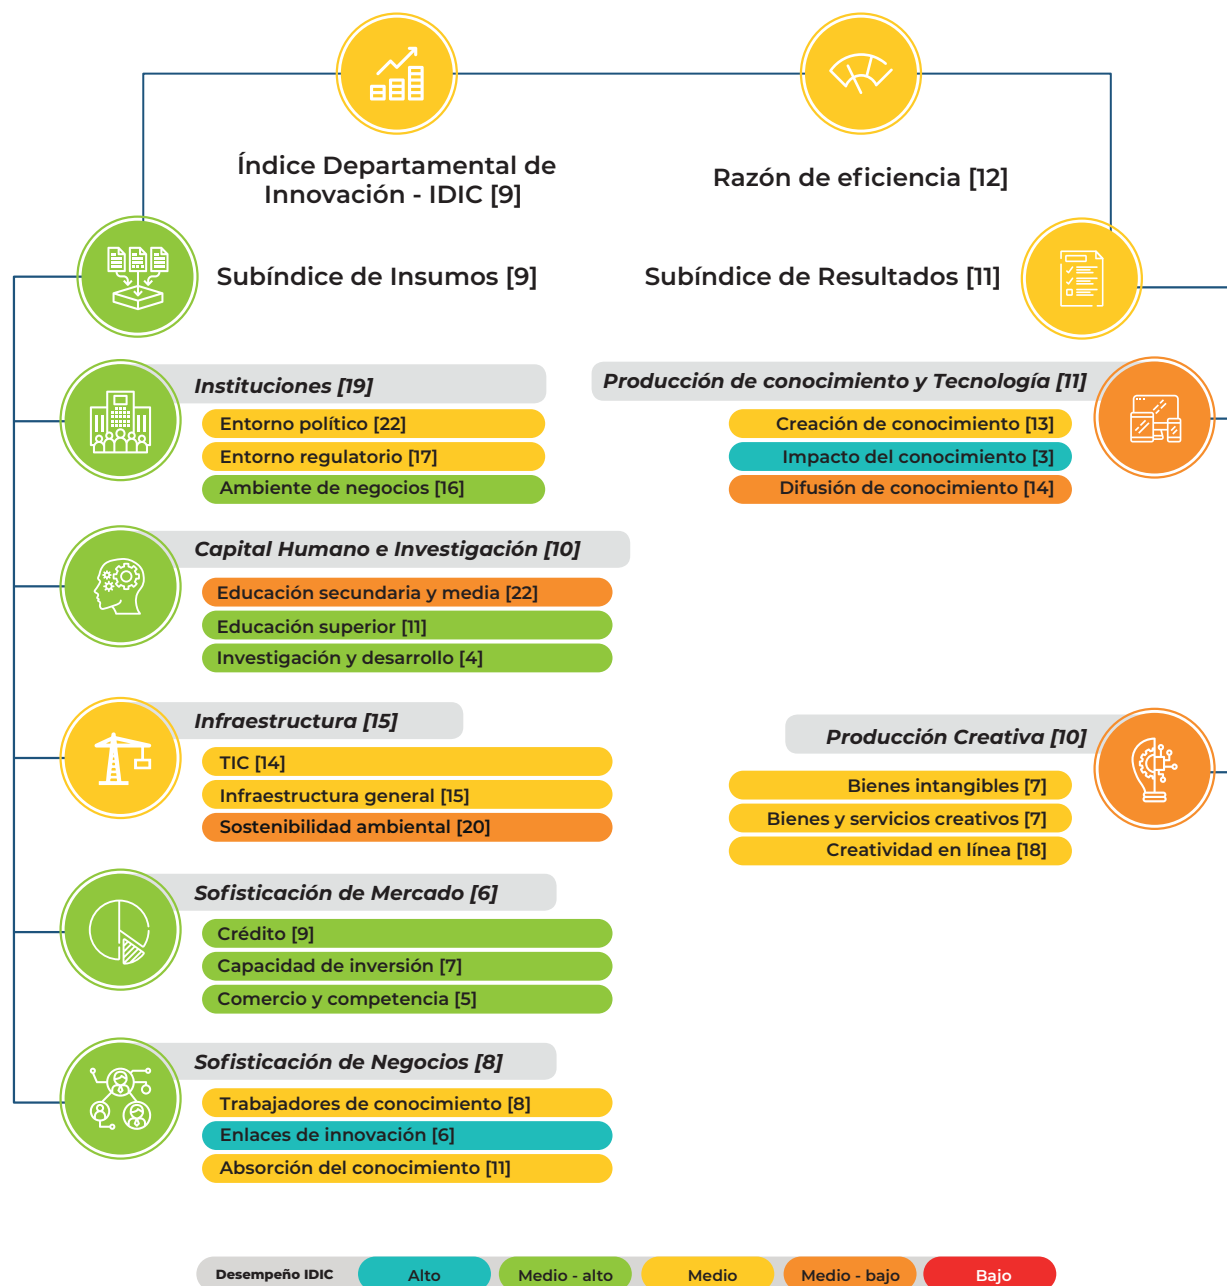 Índice Departamental de
Innovación - IDIC [9]
Razón de eficiencia [12]
Subíndice de Insumos [9]
Subíndice de Resultados [11]
Instituciones [19]
Entorno político [22]
Entorno regulatorio [17]
Ambiente de negocios [16]
Capital Humano e Investigación [10]
Educación secundaria y media [22]
Educación superior [11]
Investigación y desarrollo [4]
Infraestructura [15]
TIC [14]
Infraestructura general [15]
Sostenibilidad ambiental [20]
Sofisticación de Mercado [6]
Crédito [9]
Capacidad de inversión [7]
Comercio y competencia [5]
Sofisticación de Negocios [8]
Trabajadores de conocimiento [8]
Enlaces de innovación [6]
Absorción del conocimiento [11]
Producción de conocimiento y Tecnología [11]
Creación de conocimiento [13]
Impacto del conocimiento [3]
Difusión de conocimiento [14]
Producción Creativa [10]
Bienes intangibles [7]
Bienes y servicios creativos [7]
Creatividad en línea [18]
Desempeño IDIC Alto Medio - alto Medio Medio - bajo Bajo